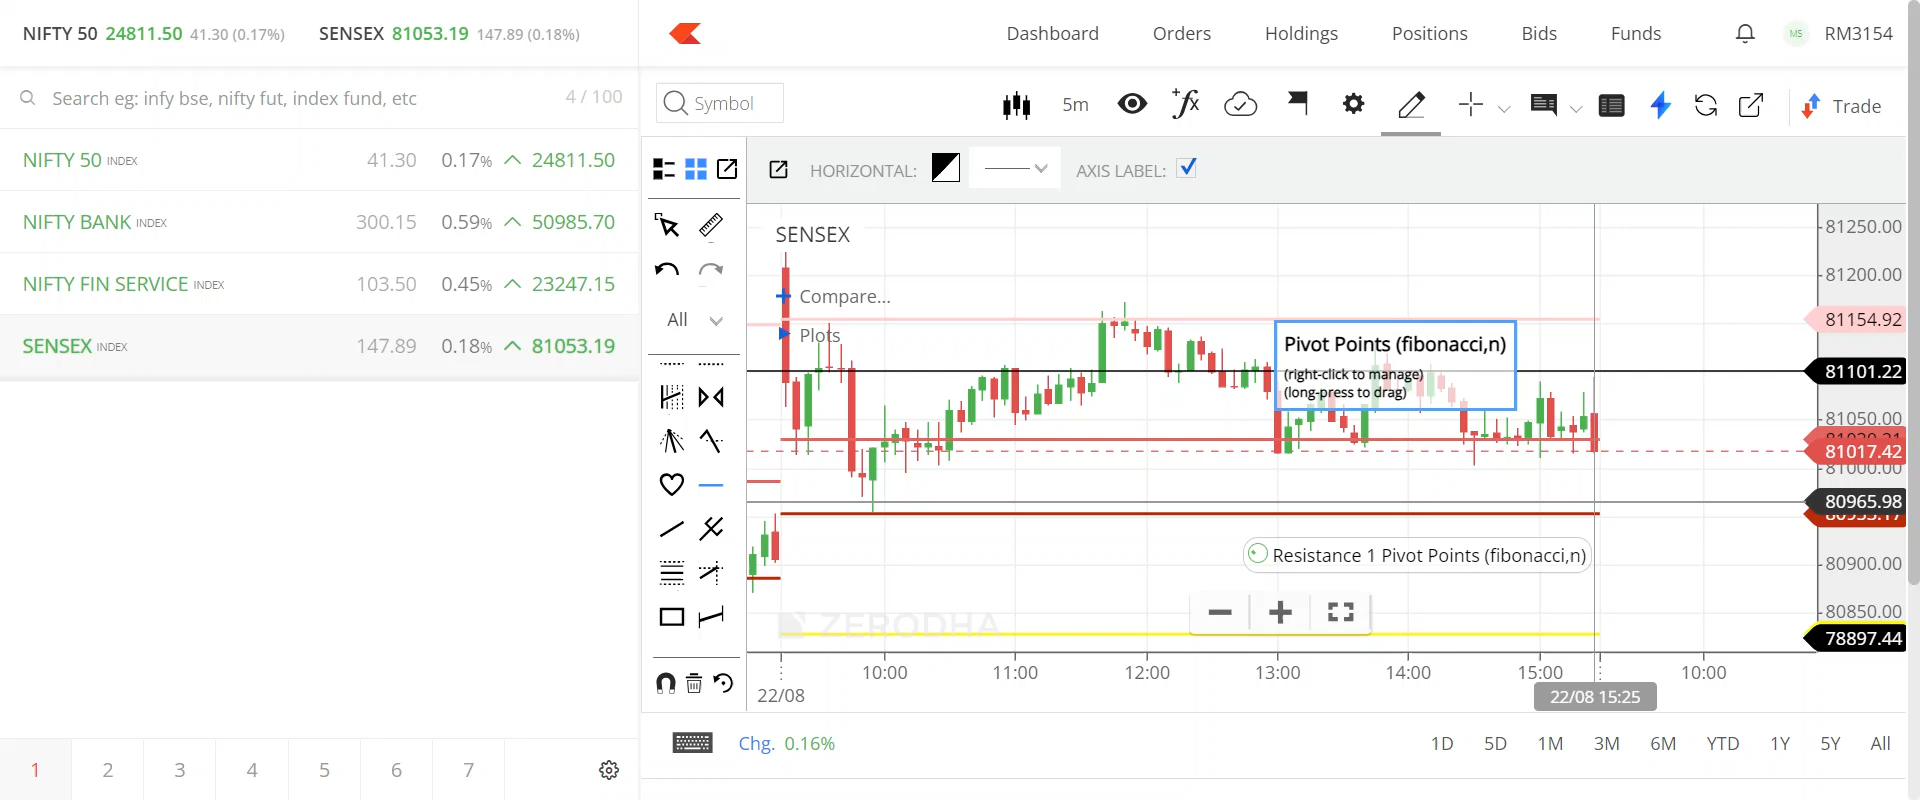 NIFTY 50 24811.50 41.30 (0.17%) SENSEX 81053.19 147.89 (0.18%)
Dashboard Orders Holdings Positions Bids Funds MS RM3154
Search eg: infy bse, nifty fut, index fund, etc 4 / 100
Symbol 5m Trade
NIFTY 50 INDEX 41.30 0.17% 24811.50
NIFTY BANK INDEX 300.15 0.59% 50985.70
NIFTY FIN SERVICE INDEX 103.50 0.45% 23247.15
SENSEX INDEX 147.89 0.18% 81053.19
HORIZONTAL: AXIS LABEL:
All
SENSEX
Compare...
Plots
Pivot Points (fibonacci,n)
(right-click to manage)
(long-press to drag)
Resistance 1 Pivot Points (fibonacci,n)
ZERODHA
81250.00
81200.00
81154.92
81101.22
81050.00
81017.42
81000.00
80965.98
80900.00
80850.00
78897.44
10:00 11:00 12:00 13:00 14:00 15:00 10:00
22/08 22/08 15:25
Chg. 0.16% 1D 5D 1M 3M 6M YTD 1Y 5Y All
1 2 3 4 5 6 7